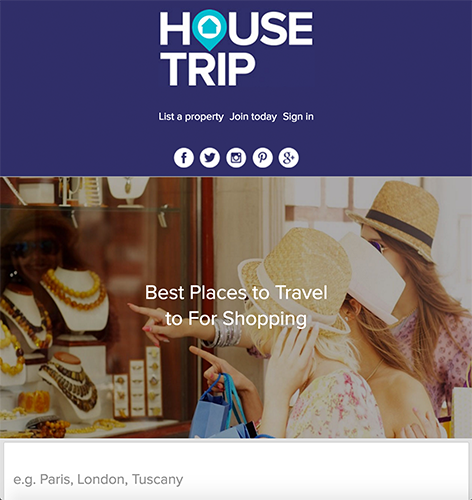 HOUSE
TRIP
List a property Join today Sign in
Best Places to Travel
to For Shopping
e.g. Paris, London, Tuscany